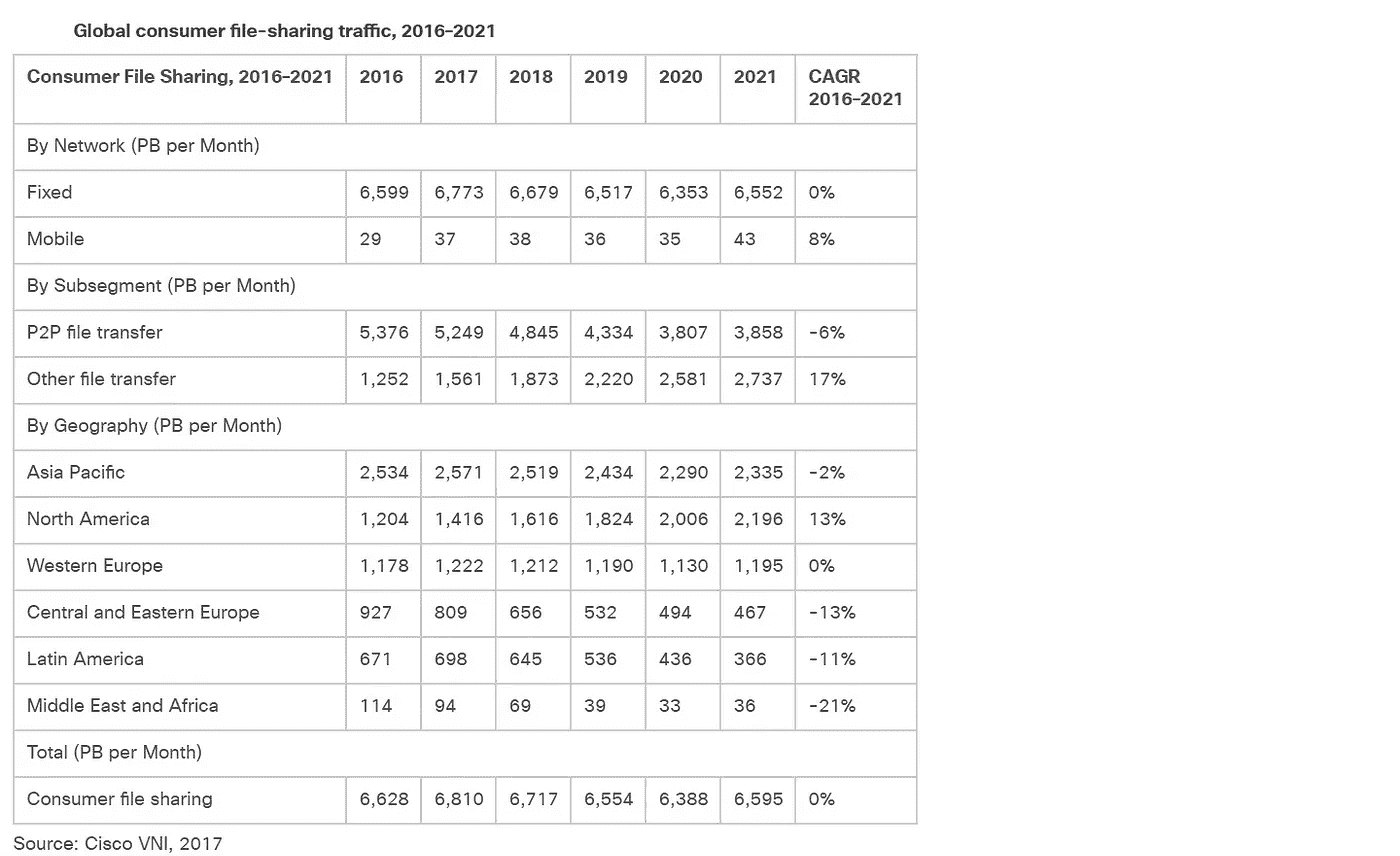 Global consumer file-sharing traffic, 2016–2021
Consumer File Sharing, 2016–2021 2016 2017 2018 2019 2020 2021 CAGR
2016–2021
By Network (PB per Month)
Fixed 6,599 6,773 6,679 6,517 6,353 6,552 0%
Mobile 29 37 38 36 35 43 8%
By Subsegment (PB per Month)
P2P file transfer 5,376 5,249 4,845 4,334 3,807 3,858 -6%
Other file transfer 1,252 1,561 1,873 2,220 2,581 2,737 17%
By Geography (PB per Month)
Asia Pacific 2,534 2,571 2,519 2,434 2,290 2,335 -2%
North America 1,204 1,416 1,616 1,824 2,006 2,196 13%
Western Europe 1,178 1,222 1,212 1,190 1,130 1,195 0%
Central and Eastern Europe 927 809 656 532 494 467 -13%
Latin America 671 698 645 536 436 366 -11%
Middle East and Africa 114 94 69 39 33 36 -21%
Total (PB per Month)
Consumer file sharing 6,628 6,810 6,717 6,554 6,388 6,595 0%
Source: Cisco VNI, 2017